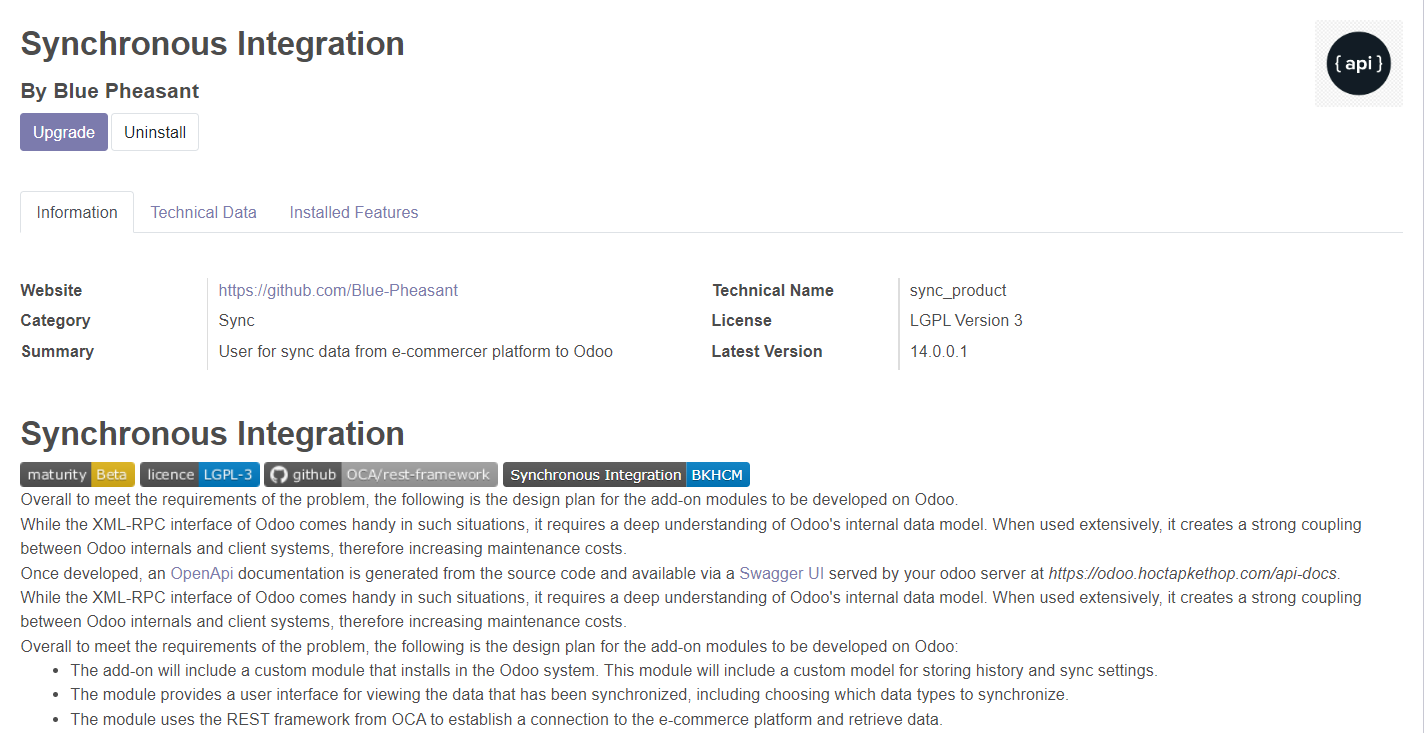 Synchronous Integration
{ api }
By Blue Pheasant
Upgrade Uninstall
Information Technical Data Installed Features
Website https://github.com/Blue-Pheasant Technical Name sync_product
Category Sync License LGPL Version 3
Summary User for sync data from e-commercer platform to Odoo Latest Version 14.0.0.1
Synchronous Integration
maturity Beta licence LGPL-3 github OCA/rest-framework Synchronous Integration BKHCM
Overall to meet the requirements of the problem, the following is the design plan for the add-on modules to be developed on Odoo.
While the XML-RPC interface of Odoo comes handy in such situations, it requires a deep understanding of Odoo's internal data model. When used extensively, it creates a strong coupling
between Odoo internals and client systems, therefore increasing maintenance costs.
Once developed, an OpenApi documentation is generated from the source code and available via a Swagger UI served by your odoo server at https://odoo.hoctapkethop.com/api-docs.
While the XML-RPC interface of Odoo comes handy in such situations, it requires a deep understanding of Odoo's internal data model. When used extensively, it creates a strong coupling
between Odoo internals and client systems, therefore increasing maintenance costs.
Overall to meet the requirements of the problem, the following is the design plan for the add-on modules to be developed on Odoo:
• The add-on will include a custom module that installs in the Odoo system. This module will include a custom model for storing history and sync settings.
• The module provides a user interface for viewing the data that has been synchronized, including choosing which data types to synchronize.
• The module uses the REST framework from OCA to establish a connection to the e-commerce platform and retrieve data.